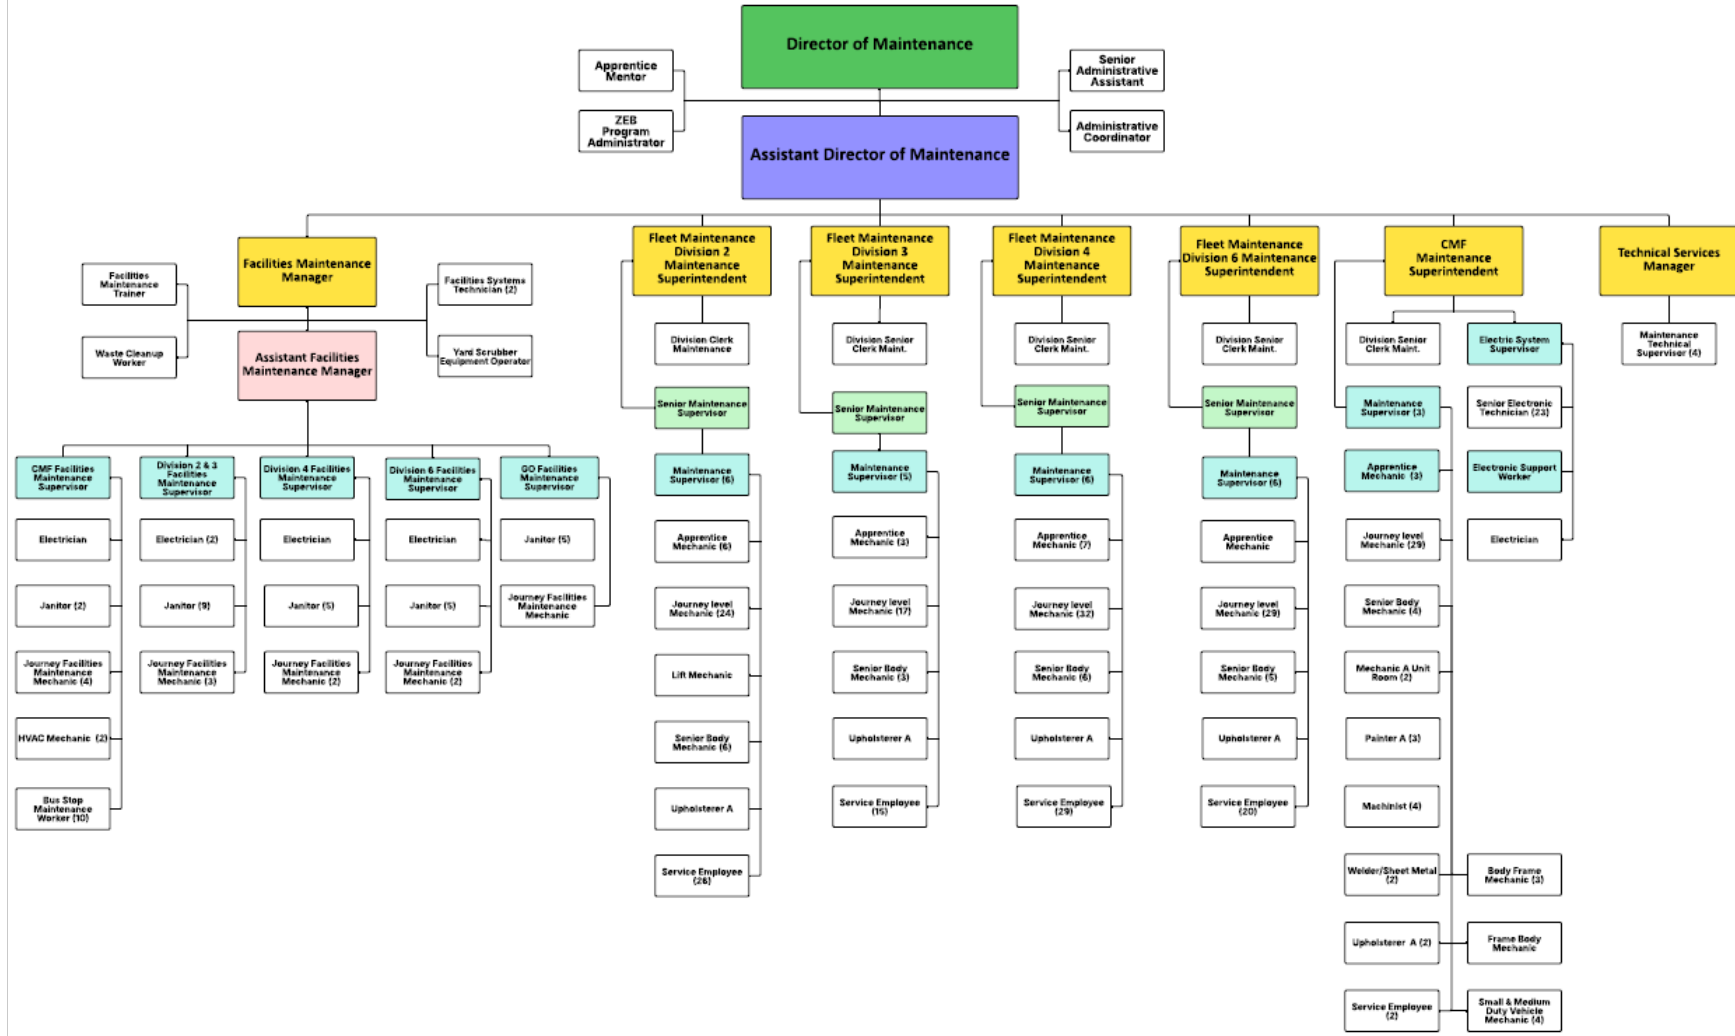 Director of Maintenance
Apprentice
Mentor
Senior
Administrative
Assistant
ZEB
Program
Administrator
Administrative
Coordinator
Assistant Director of Maintenance
Facilities Maintenance
Manager
Fleet Maintenance
Division 2
Maintenance
Superintendent
Fleet Maintenance
Division 3
Maintenance
Superintendent
Fleet Maintenance
Division 4
Maintenance
Superintendent
Fleet Maintenance
Division 6 Maintenance
Superintendent
CMF
Maintenance
Superintendent
Technical Services
Manager
Facilities
Maintenance
Trainer
Facilities Systems
Technician (2)
Waste Cleanup
Worker
Yard Scrubber
Equipment Operator
Assistant Facilities
Maintenance Manager
CMF Facilities
Maintenance
Supervisor
Division 2 & 3
Facilities
Maintenance
Supervisor
Division 4 Facilities
Maintenance
Supervisor
Division 6 Facilities
Maintenance
Supervisor
GO Facilities
Maintenance
Supervisor
Electrician
Electrician (2)
Electrician
Electrician
Janitor (5)
Janitor (2)
Janitor (9)
Janitor (5)
Janitor (5)
Journey Facilities
Maintenance
Mechanic
Journey Facilities
Maintenance
Mechanic (4)
Journey Facilities
Maintenance
Mechanic (3)
Journey Facilities
Maintenance
Mechanic (2)
Journey Facilities
Maintenance
Mechanic (2)
HVAC Mechanic (2)
Bus Stop
Maintenance
Worker (10)
Division Clerk
Maintenance
Senior Maintenance
Supervisor
Maintenance
Supervisor (6)
Apprentice
Mechanic (6)
Journey level
Mechanic (24)
Lift Mechanic
Senior Body
Mechanic (6)
Upholsterer A
Service Employee
(26)
Division Senior
Clerk Maint.
Senior Maintenance
Supervisor
Maintenance
Supervisor (5)
Apprentice
Mechanic (3)
Journey level
Mechanic (17)
Senior Body
Mechanic (3)
Upholsterer A
Service Employee
(15)
Division Senior
Clerk Maint.
Senior Maintenance
Supervisor
Maintenance
Supervisor (6)
Apprentice
Mechanic (7)
Journey level
Mechanic (32)
Senior Body
Mechanic (6)
Upholsterer A
Service Employee
(29)
Division Senior
Clerk Maint.
Senior Maintenance
Supervisor
Maintenance
Supervisor (6)
Apprentice
Mechanic
Journey level
Mechanic (29)
Senior Body
Mechanic (5)
Upholsterer A
Service Employee
(20)
Division Senior
Clerk Maint.
Maintenance
Supervisor (3)
Apprentice
Mechanic (3)
Journey level
Mechanic (29)
Senior Body
Mechanic (4)
Mechanic A Unit
Room (2)
Painter A (3)
Machinist (4)
Welder/Sheet Metal
(2)
Upholsterer A (2)
Service Employee
(2)
Electric System
Supervisor
Senior Electronic
Technician (23)
Electronic Support
Worker
Electrician
Body Frame
Mechanic (3)
Frame Body
Mechanic
Small & Medium
Duty Vehicle
Mechanic (4)
Maintenance
Technical
Supervisor (4)